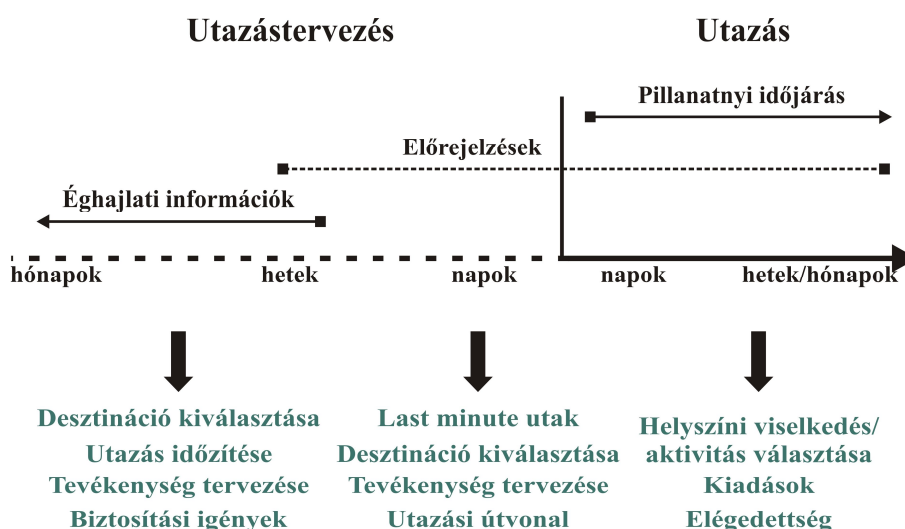 Utazástervezés
Utazás
Pillanatnyi időjárás
Előrejelzések
Éghajlati információk
hónapok
hetek
napok
napok
hetek/hónapok
Desztináció kiválasztása
Utazás időzítése
Tevékenység tervezése
Biztosítási igények
Last minute utak
Desztináció kiválasztása
Tevékenység tervezése
Utazási útvonal
Helyszíni viselkedés/
aktivitás választása
Kiadások
Elégedettség